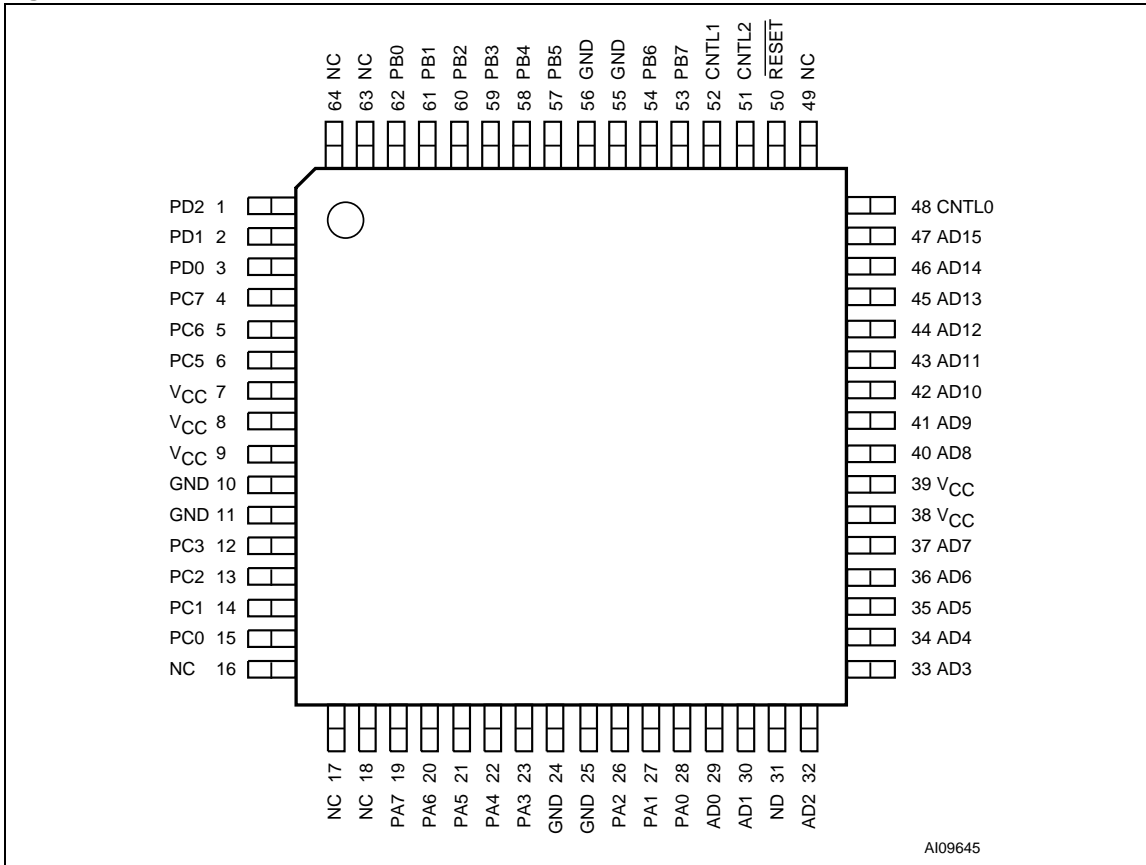 64 NC
63 NC
62 PB0
61 PB1
60 PB2
59 PB3
58 PB4
57 PB5
56 GND
55 GND
54 PB6
53 PB7
52 CNTL1
51 CNTL2
50 RESET
49 NC
PD2 1
PD1 2
PD0 3
PC7 4
PC6 5
PC5 6
VCC 7
VCC 8
VCC 9
GND 10
GND 11
PC3 12
PC2 13
PC1 14
PC0 15
NC 16
48 CNTL0
47 AD15
46 AD14
45 AD13
44 AD12
43 AD11
42 AD10
41 AD9
40 AD8
39 VCC
38 VCC
37 AD7
36 AD6
35 AD5
34 AD4
33 AD3
NC 17
NC 18
PA7 19
PA6 20
PA5 21
PA4 22
PA3 23
GND 24
GND 25
PA2 26
PA1 27
PA0 28
AD0 29
AD1 30
ND 31
AD2 32
AI09645